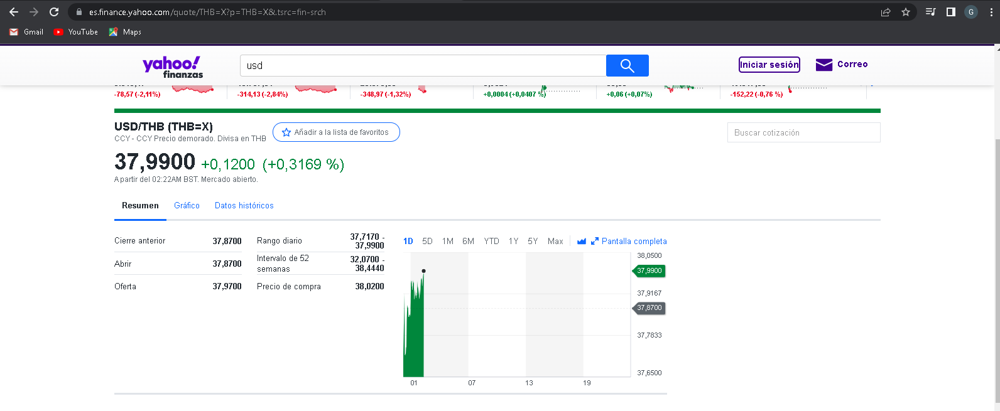 es.finance.yahoo.com/quote/THB=X?p=THB=X&.tsrc=fin-srch
G
Gmail YouTube Maps
yahoo! finanzas
usd
Iniciar sesión
Correo
-78,57 (-2,11%) -314,13 (-2,84%) -348,97 (-1,32%) +0,0004 (+0,0407 %) +0,06 (+0,07%) -152,22 (-0,76 %)
USD/THB (THB=X)
CCY - CCY Precio demorado. Divisa en THB
Añadir a la lista de favoritos
Buscar cotización
37,9900 +0,1200 (+0,3169 %)
A partir del 02:22AM BST. Mercado abierto.
Resumen Gráfico Datos históricos
Cierre anterior 37,8700
Abrir 37,8700
Oferta 37,9700
Rango diario 37,7170 -
37,9900
Intervalo de 52 32,0700 -
semanas 38,4440
Precio de compra 38,0200
1D 5D 1M 6M YTD 1Y 5Y Max Pantalla completa
38,0500
37,9900
37,9167
37,8700
37,7833
37,6500
01 07 13 19